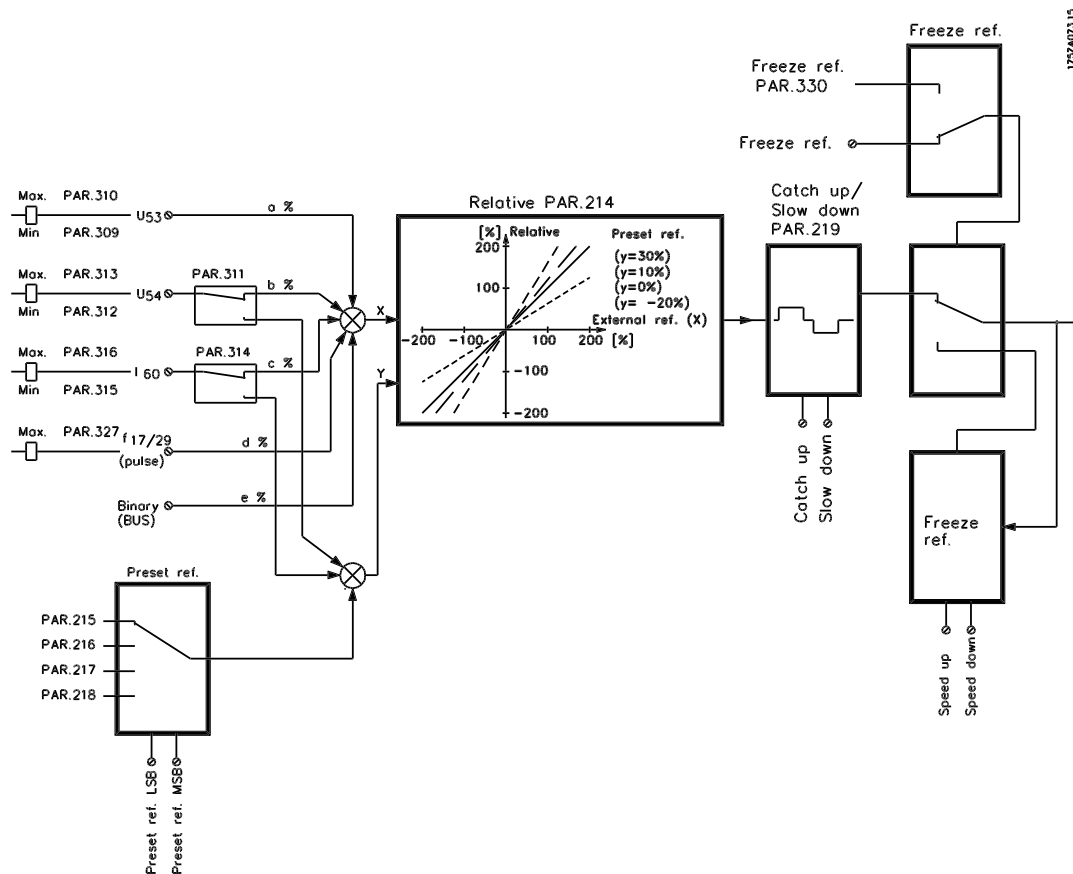 175ZA073.15
Freeze ref.
Freeze ref.
PAR.330
Freeze ref.
Max. PAR.310
Min PAR.309
U53
a %
Max. PAR.313
Min PAR.312
U54
PAR.311
b %
Max. PAR.316
Min PAR.315
I 60
PAR.314
c %
Max. PAR.327
f 17/29
(pulse)
d %
Binary
(BUS)
e %
X
Y
Relative PAR.214
[%] Relative
200
100
-200 -100 100 200
[%]
-100
-200
Preset ref.
(y=30%)
(y=10%)
(y=0%)
(y= -20%)
External ref. (X)
Catch up/
Slow down
PAR.219
Catch up
Slow down
Freeze
ref.
Speed up
Speed down
Preset ref.
PAR.215
PAR.216
PAR.217
PAR.218
Preset ref. LSB
Preset ref. MSB